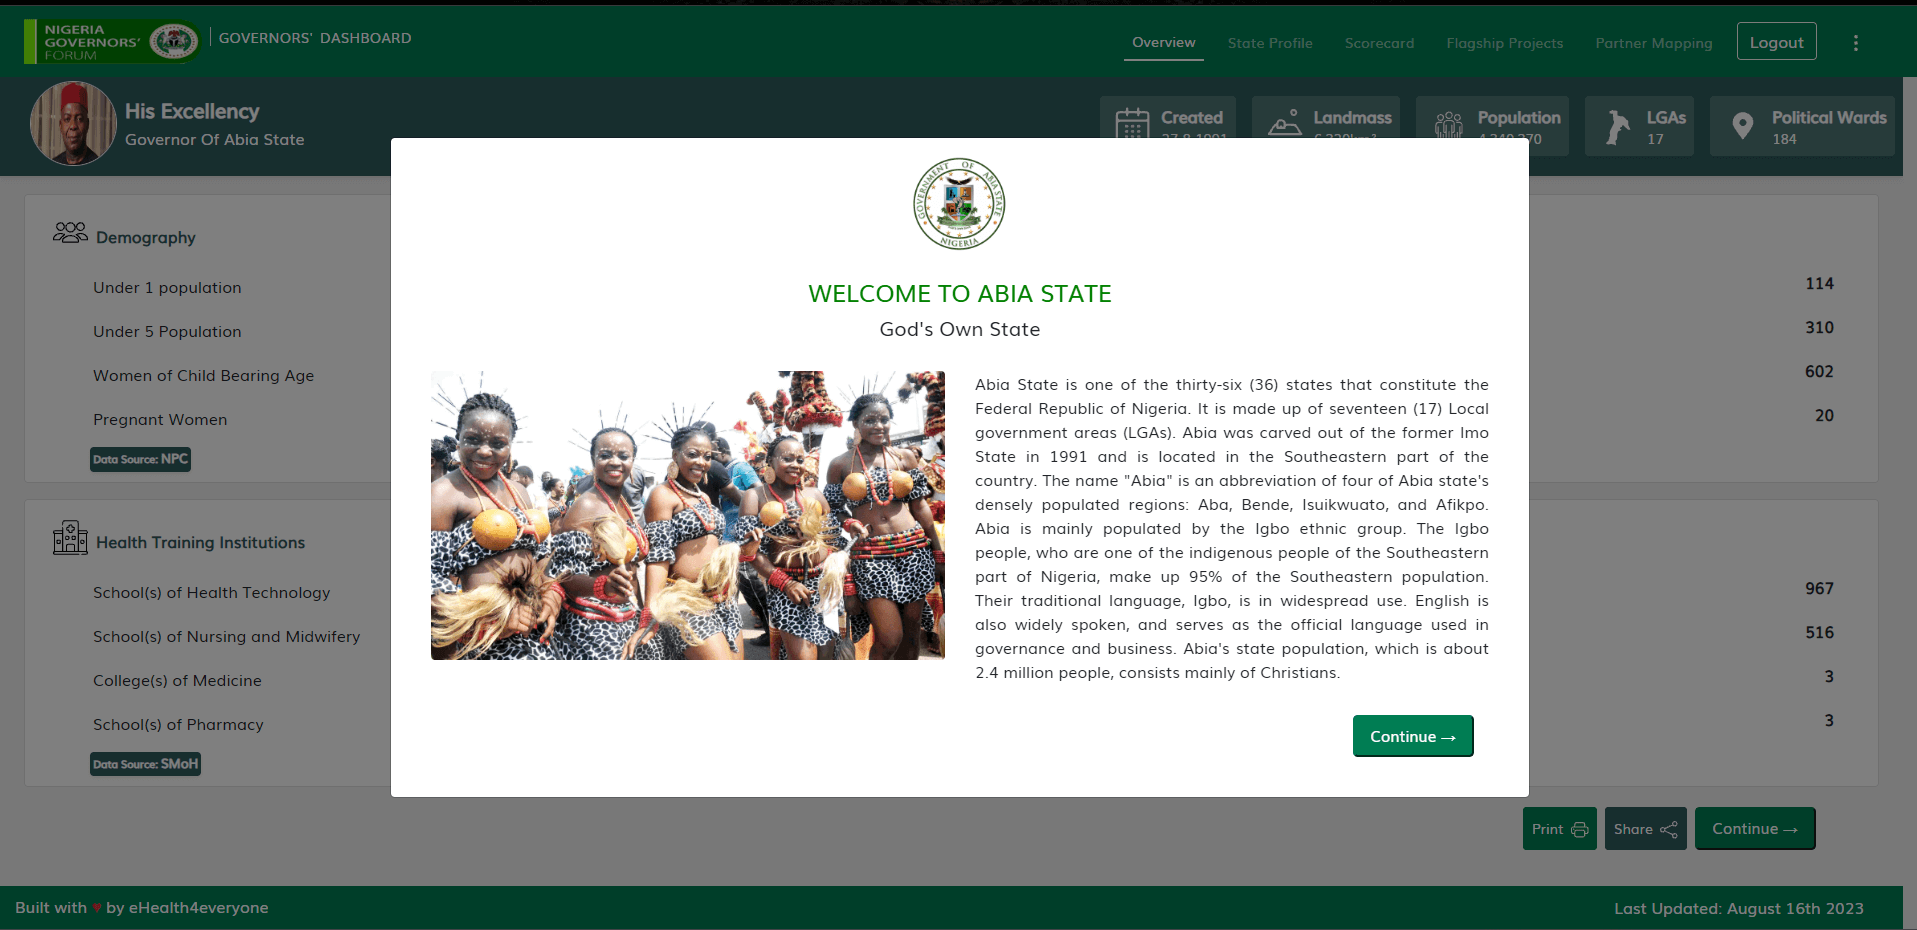 NIGERIA
GOVERNORS'
FORUM
GOVERNORS' DASHBOARD
Overview
State Profile
Scorecard
Flagship Projects
Partner Mapping
Logout
His Excellency
Governor Of Abia State
Created
Landmass
Population
LGAs
17
Political Wards
184
GOVERNMENT OF ABIA STATE
NIGERIA
WELCOME TO ABIA STATE
God's Own State
Abia State is one of the thirty-six (36) states that constitute the
Federal Republic of Nigeria. It is made up of seventeen (17) Local
government areas (LGAs). Abia was carved out of the former Imo
State in 1991 and is located in the Southeastern part of the
country. The name "Abia" is an abbreviation of four of Abia state's
densely populated regions: Aba, Bende, Isuikwuato, and Afikpo.
Abia is mainly populated by the Igbo ethnic group. The Igbo
people, who are one of the indigenous people of the Southeastern
part of Nigeria, make up 95% of the Southeastern population.
Their traditional language, Igbo, is in widespread use. English is
also widely spoken, and serves as the official language used in
governance and business. Abia's state population, which is about
2.4 million people, consists mainly of Christians.
Continue →
Demography
Under 1 population 114
Under 5 Population 310
Women of Child Bearing Age 602
Pregnant Women 20
Data Source: NPC
Health Training Institutions
School(s) of Health Technology 967
School(s) of Nursing and Midwifery 516
College(s) of Medicine 3
School(s) of Pharmacy 3
Data Source: SMoH
Print
Share
Continue →
Built with ♥ by eHealth4everyone
Last Updated: August 16th 2023